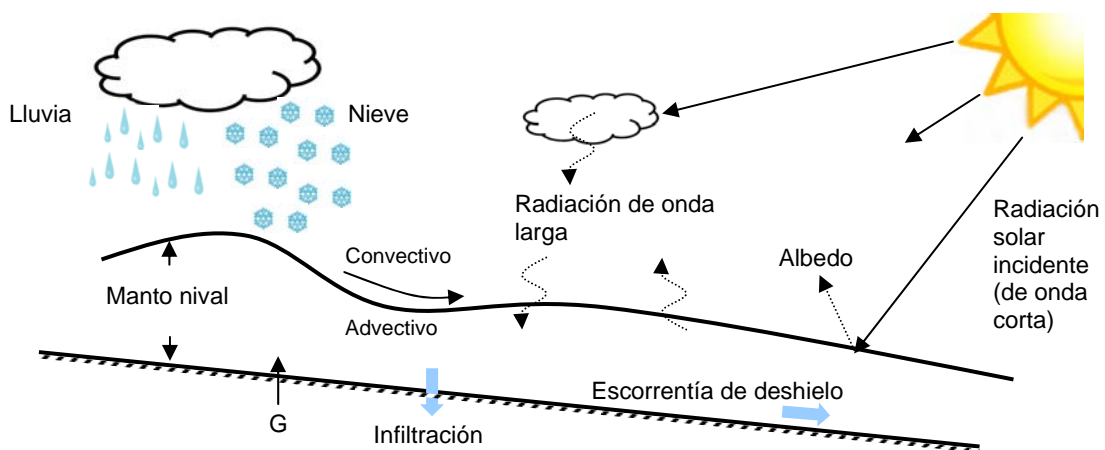 Lluvia
Nieve
Radiación de onda
larga
Radiación
solar
incidente
(de onda
corta)
Convectivo
Albedo
Manto nival
Advectivo
Escorrentía de deshielo
G
Infiltración